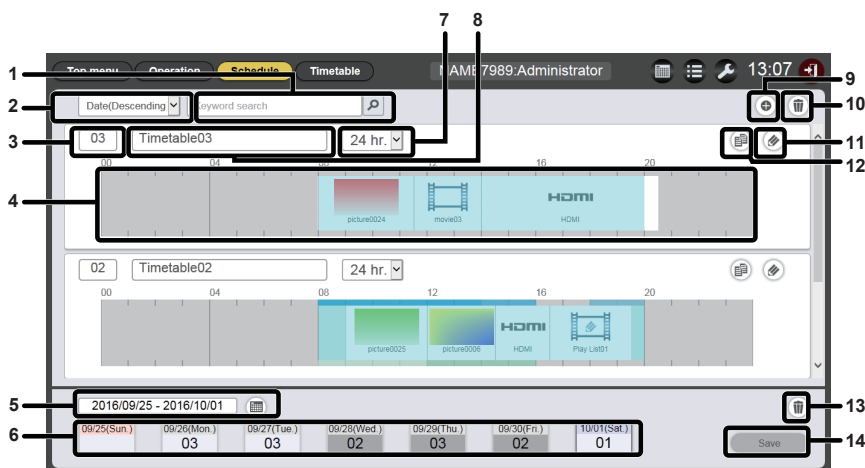 7 8
Top menu Operation Schedule Timetable NAME7989:Administrator 13:07
1
9
2 Date(Descending Keyword search 10
3 03 Timetable03 24 hr. 11
12
00 04 08 12 16 20
4
HDMI
picture0024 movie03 HDMI
02 Timetable02 24 hr.
00 04 08 12 16 20
HDMI
picture0025 picture0006 HDMI Play List01
5 2016/09/25 - 2016/10/01 13
6 09/25(Sun.) 09/26(Mon.) 09/27(Tue.) 09/28(Wed.) 09/29(Thu.) 09/30(Fri.) 10/01(Sat.)
03 03 02 03 02 01 Save 14